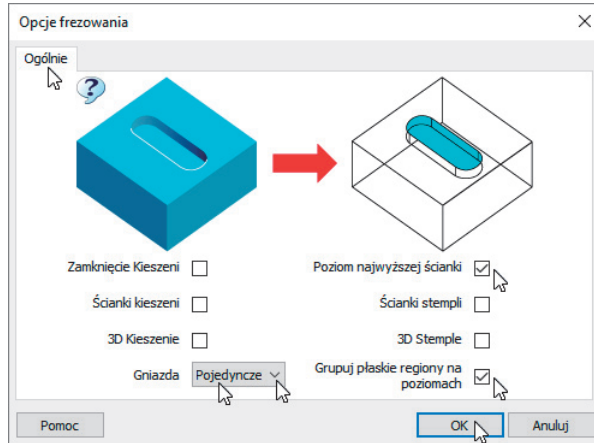 Opcje frezowania
Ogólnie
?
Zamknięcie Kieszeni
Poziom najwyższej ścianki
Ścianki kieszeni
Ścianki stempli
3D Kieszenie
3D Stemple
Gniazda
Pojedyncze
Grupuj płaskie regiony na
poziomach
Pomoc
OK
Anuluj